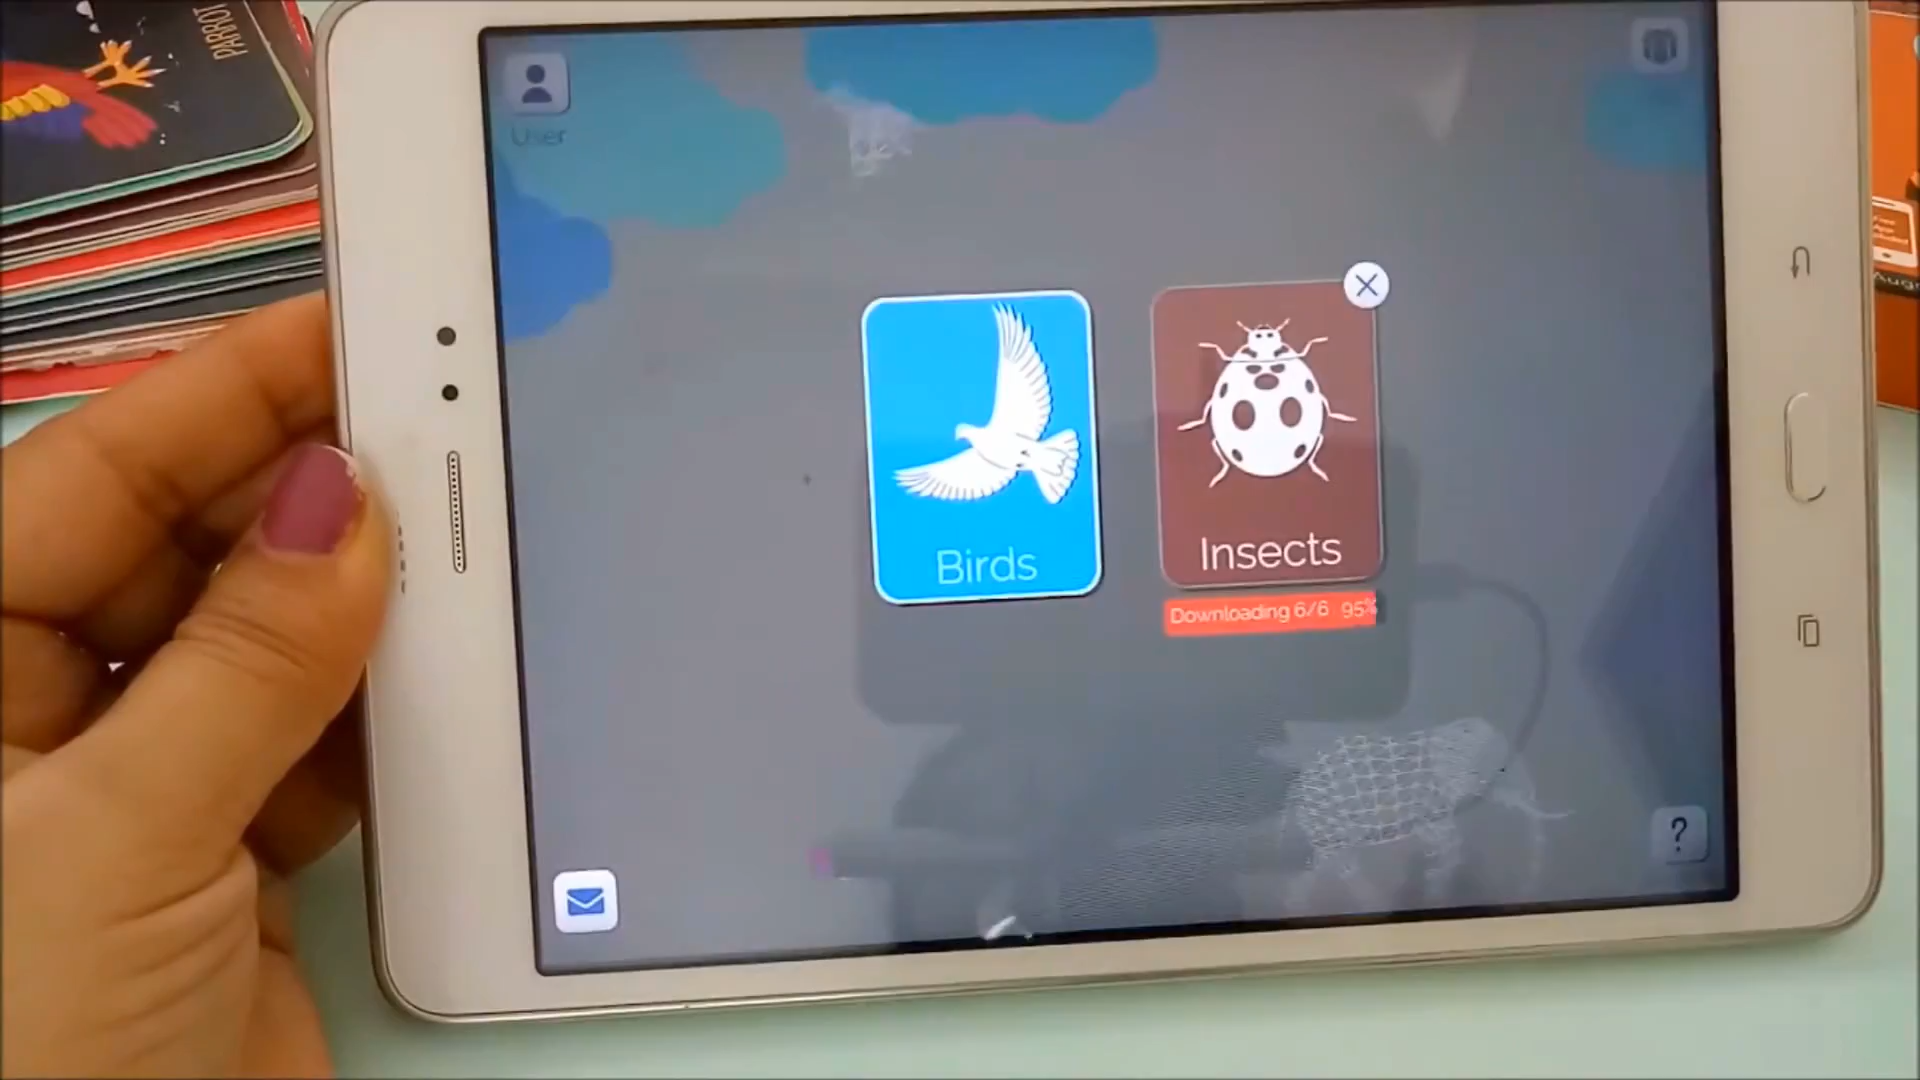 PARROT
User
Birds
Insects
Downloading 6/6 95%
?